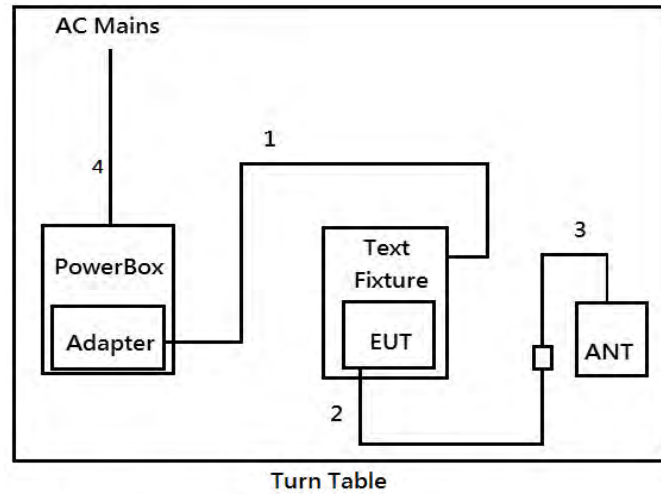 AC Mains
1
4
3
PowerBox
Text
Fixture
Adapter
EUT
ANT
2
Turn Table